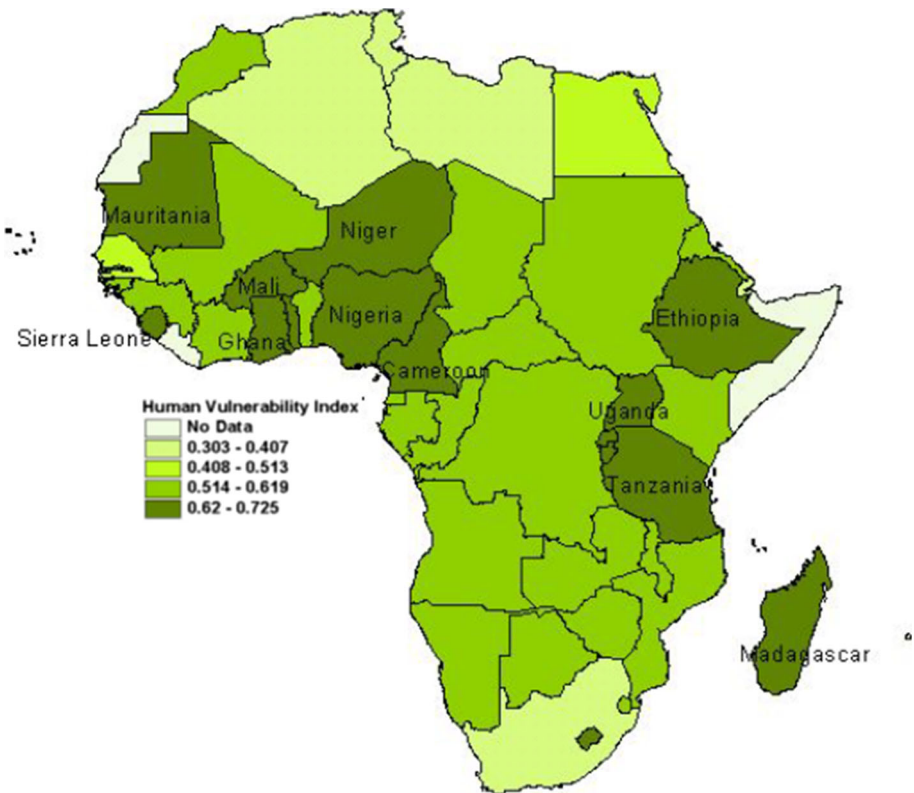 Mauritania
Niger
Mali
Nigeria
Ethiopia
Sierra Leone
Ghana
Cameroon
Uganda
Human Vulnerability Index
No Data
0.303 - 0.407
0.408 - 0.513
0.514 - 0.619
0.62 - 0.725
Tanzania
Madagascar